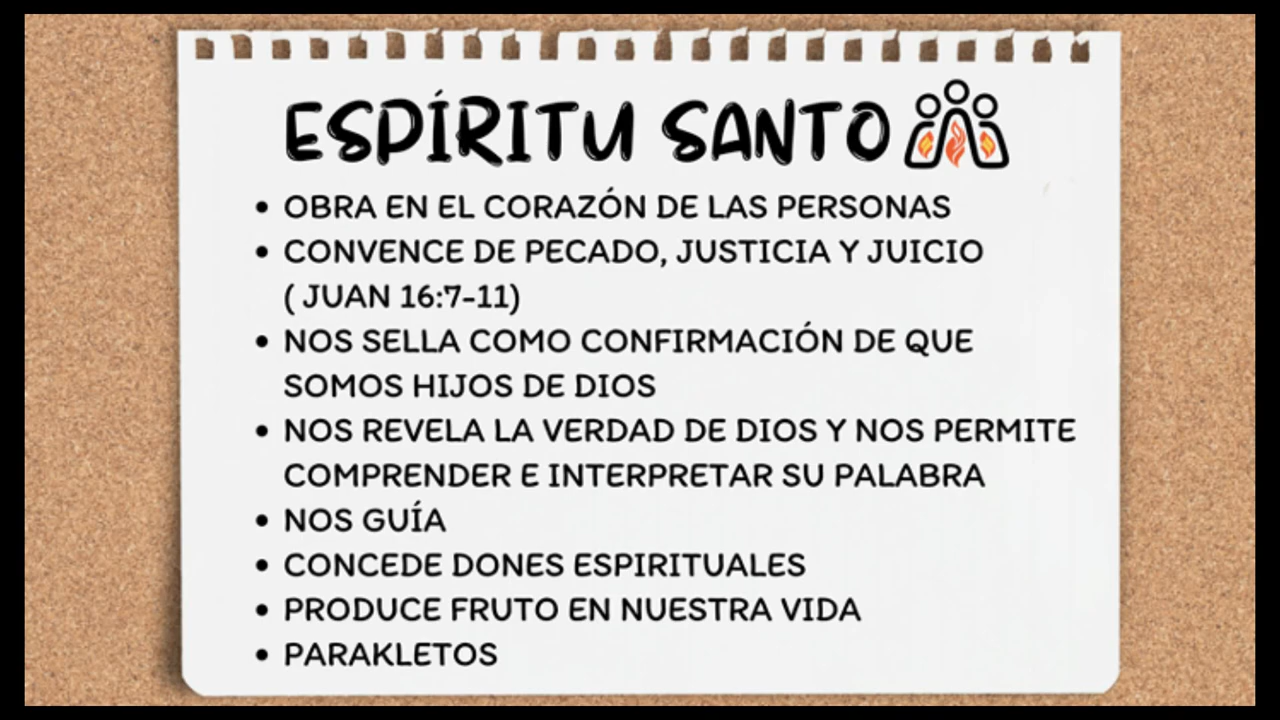 ESPÍRITU SANTO
• OBRA EN EL CORAZÓN DE LAS PERSONAS
• CONVENCE DE PECADO, JUSTICIA Y JUICIO
( JUAN 16:7-11)
• NOS SELLA COMO CONFIRMACIÓN DE QUE
SOMOS HIJOS DE DIOS
• NOS REVELA LA VERDAD DE DIOS Y NOS PERMITE
COMPRENDER E INTERPRETAR SU PALABRA
• NOS GUÍA
• CONCEDE DONES ESPIRITUALES
• PRODUCE FRUTO EN NUESTRA VIDA
• PARAKLETOS